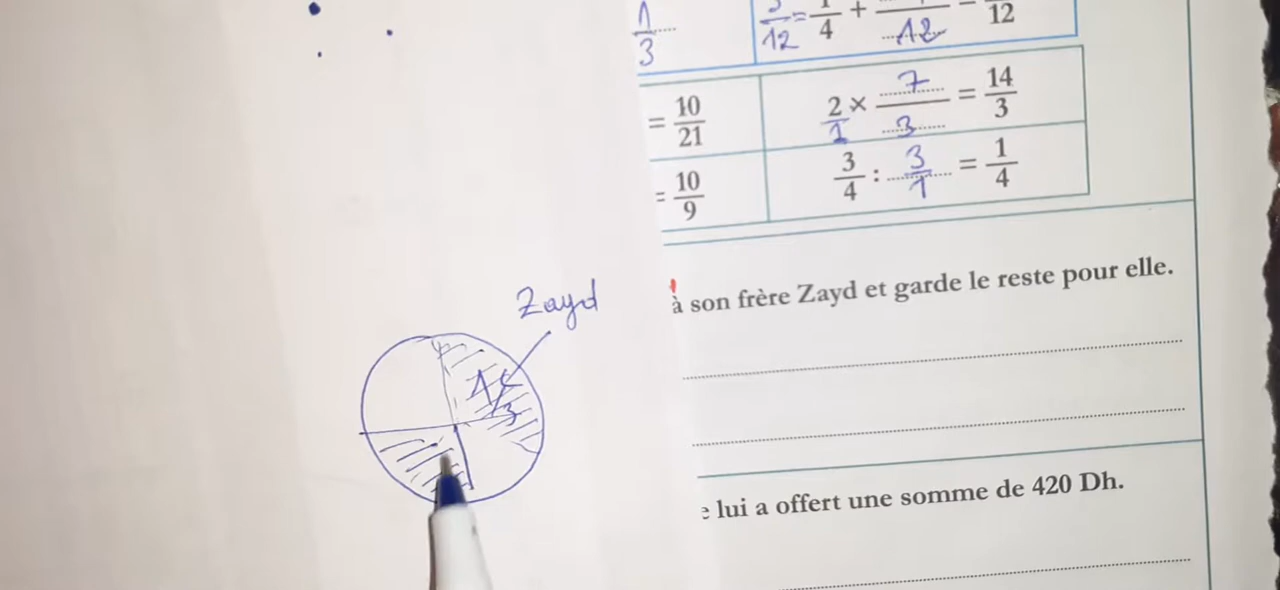 1/3
3/12 = 1/4 + ... /12 = ... /12
= 10/21
2/1 × 7/3 = 14/3
= 10/9
3/4 : 3/1 = 1/4
Zayd
à son frère Zayd et garde le reste pour elle.
1/3
lui a offert une somme de 420 Dh.